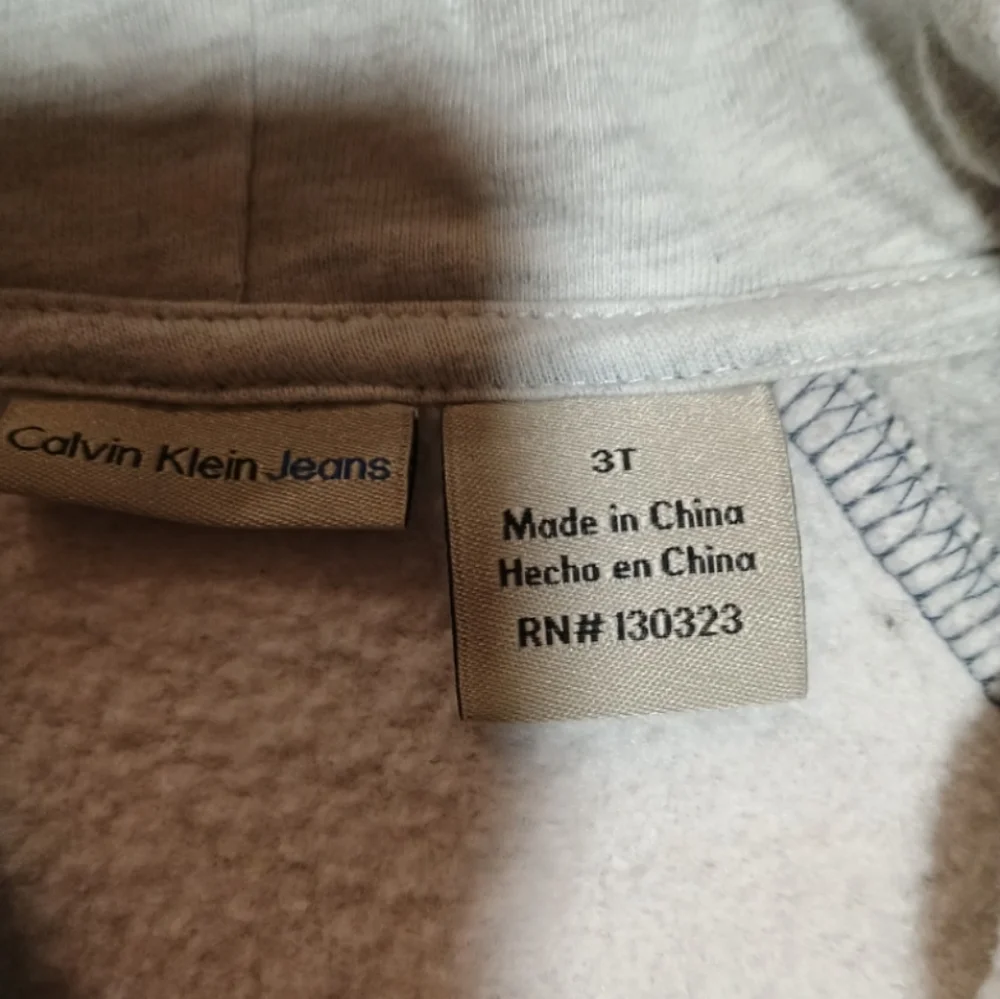 Calvin Klein Jeans
3T
Made in China
Hecho en China
RN# 130323